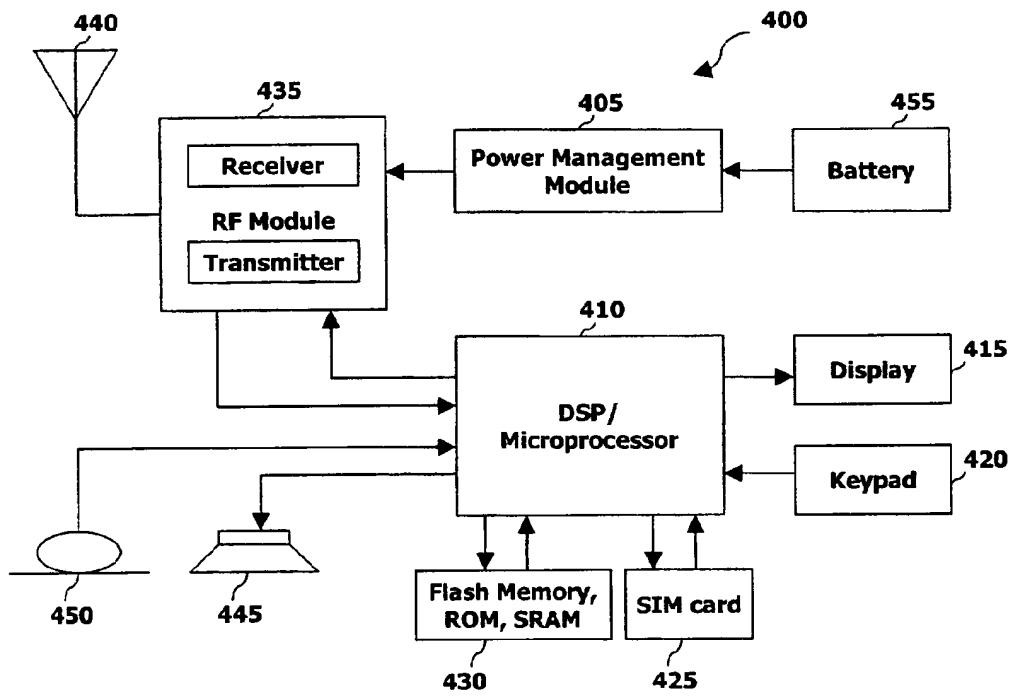 440
400
435
405
455
Receiver
RF Module
Transmitter
Power Management
Module
Battery
410
415
Display
DSP/
Microprocessor
420
Keypad
450
445
Flash Memory,
ROM, SRAM
SIM card
430
425